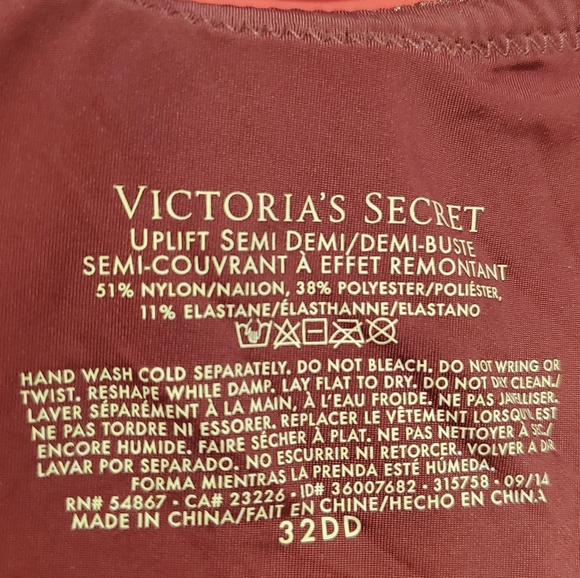 VICTORIA'S SECRET
UPLIFT SEMI DEMI/DEMI-BUSTE
SEMI-COUVRANT À EFFET REMONTANT
51% NYLON/NAILON, 38% POLYESTER/POLIÉSTER,
11% ELASTANE/ÉLASTHANNE/ELASTANO
HAND WASH COLD SEPARATELY. DO NOT BLEACH. DO NOT WRING OR
TWIST. RESHAPE WHILE DAMP. LAY FLAT TO DRY. DO NOT DRY CLEAN./
LAVER SÉPARÉMENT À LA MAIN, À L'EAU FROIDE. NE PAS JAVELLISER.
NE PAS TORDRE NI ESSORER. REPLACER LE VÊTEMENT LORSQU'IL EST
ENCORE HUMIDE. FAIRE SÉCHER À PLAT. NE PAS NETTOYER À SEC./
LAVAR POR SEPARADO. NO ESCURRIR NI RETORCER. VOLVER A DAR
FORMA MIENTRAS LA PRENDA ESTÉ HÚMEDA.
RN# 54867 • CA# 23226 • ID# 36007682 • 315758 • 09/14
MADE IN CHINA/FAIT EN CHINE/HECHO EN CHINA
32DD